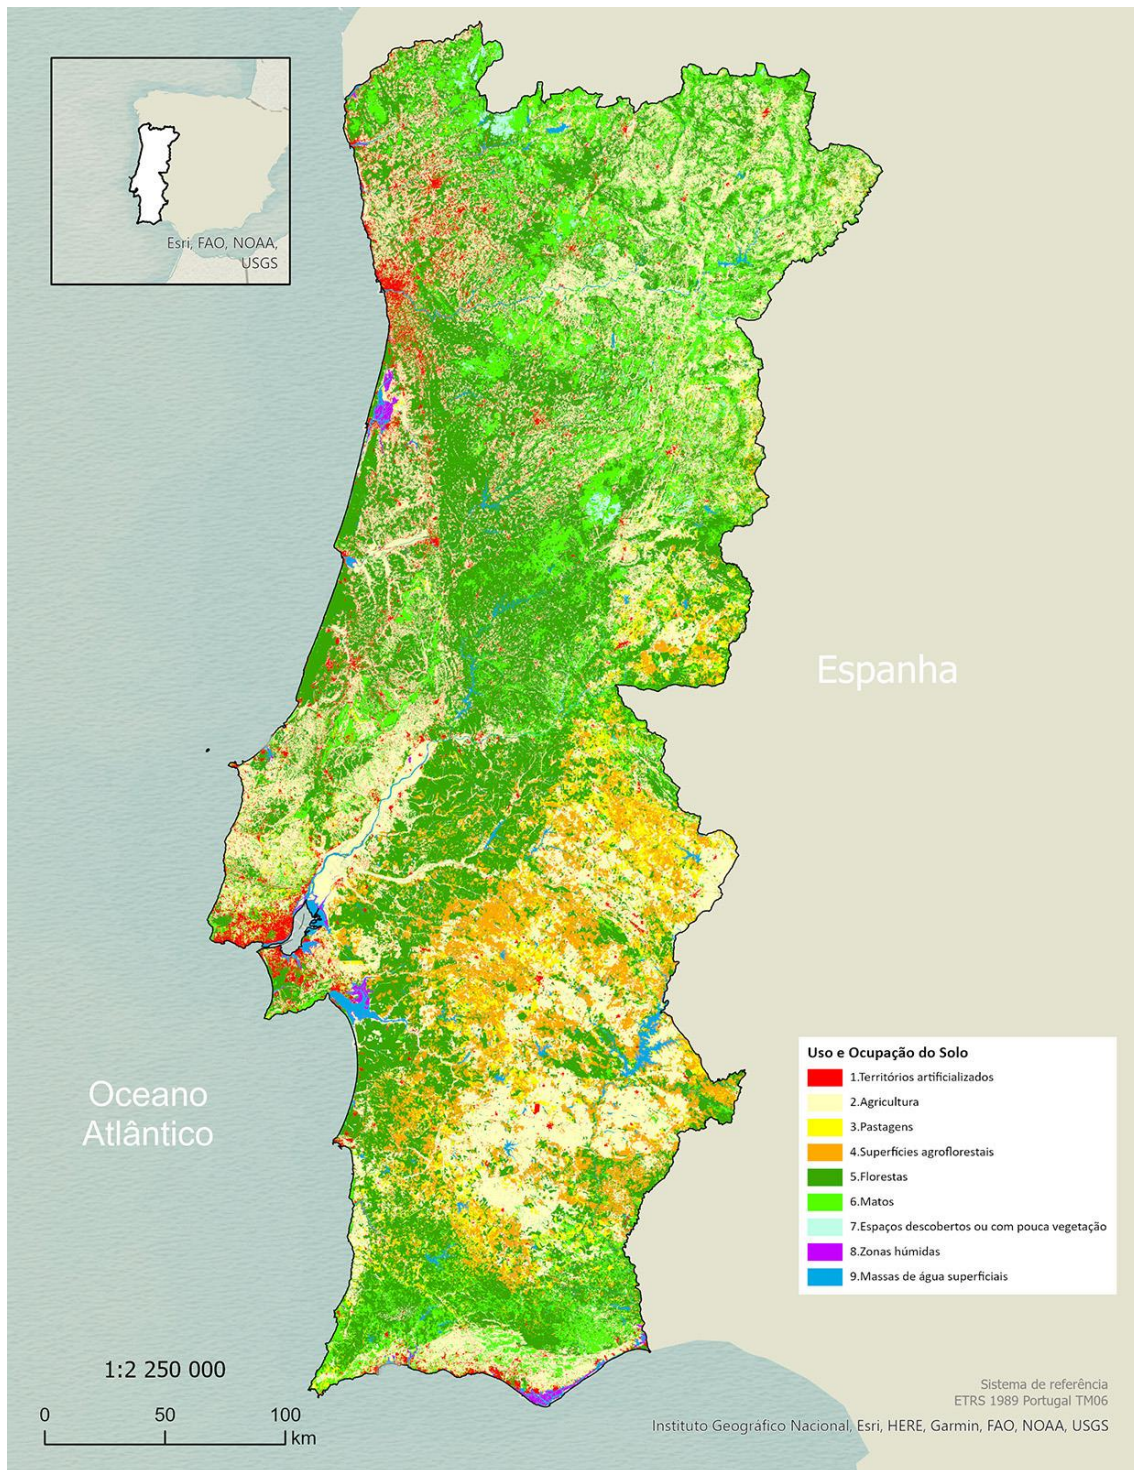 Esri, FAO, NOAA,
USGS
Espanha
Oceano
Atlântico
Uso e Ocupação do Solo
1.Territórios artificializados
2.Agricultura
3.Pastagens
4.Superfícies agroflorestais
5.Florestas
6.Matos
7.Espaços descobertos ou com pouca vegetação
8.Zonas húmidas
9.Massas de água superficiais
1:2 250 000
0 50 100
km
Sistema de referência
ETRS 1989 Portugal TM06
Instituto Geográfico Nacional, Esri, HERE, Garmin, FAO, NOAA, USGS